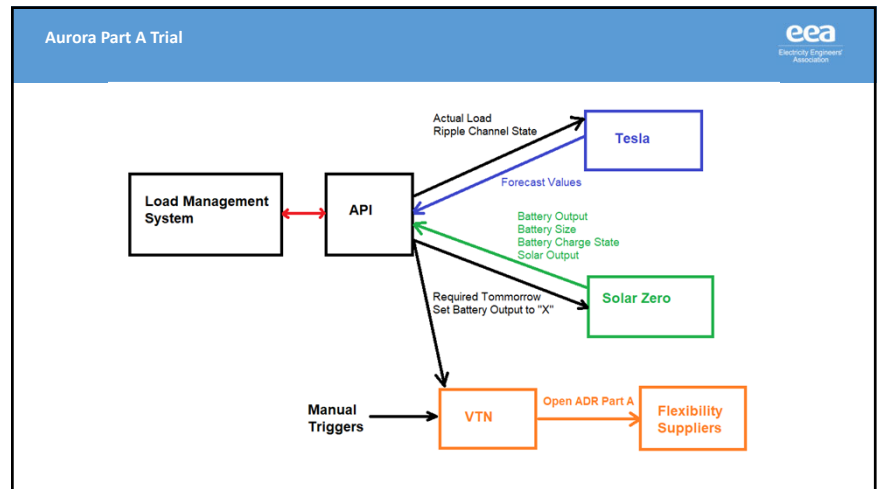 Aurora Part A Trial
eea
Electricity Engineers'
Association
Actual Load
Ripple Channel State
Tesla
Forecast Values
Load Management
System
API
Battery Output
Battery Size
Battery Charge State
Solar Output
Required Tommorrow
Set Battery Output to "X"
Solar Zero
Manual
Triggers
VTN
Open ADR Part A
Flexibility
Suppliers